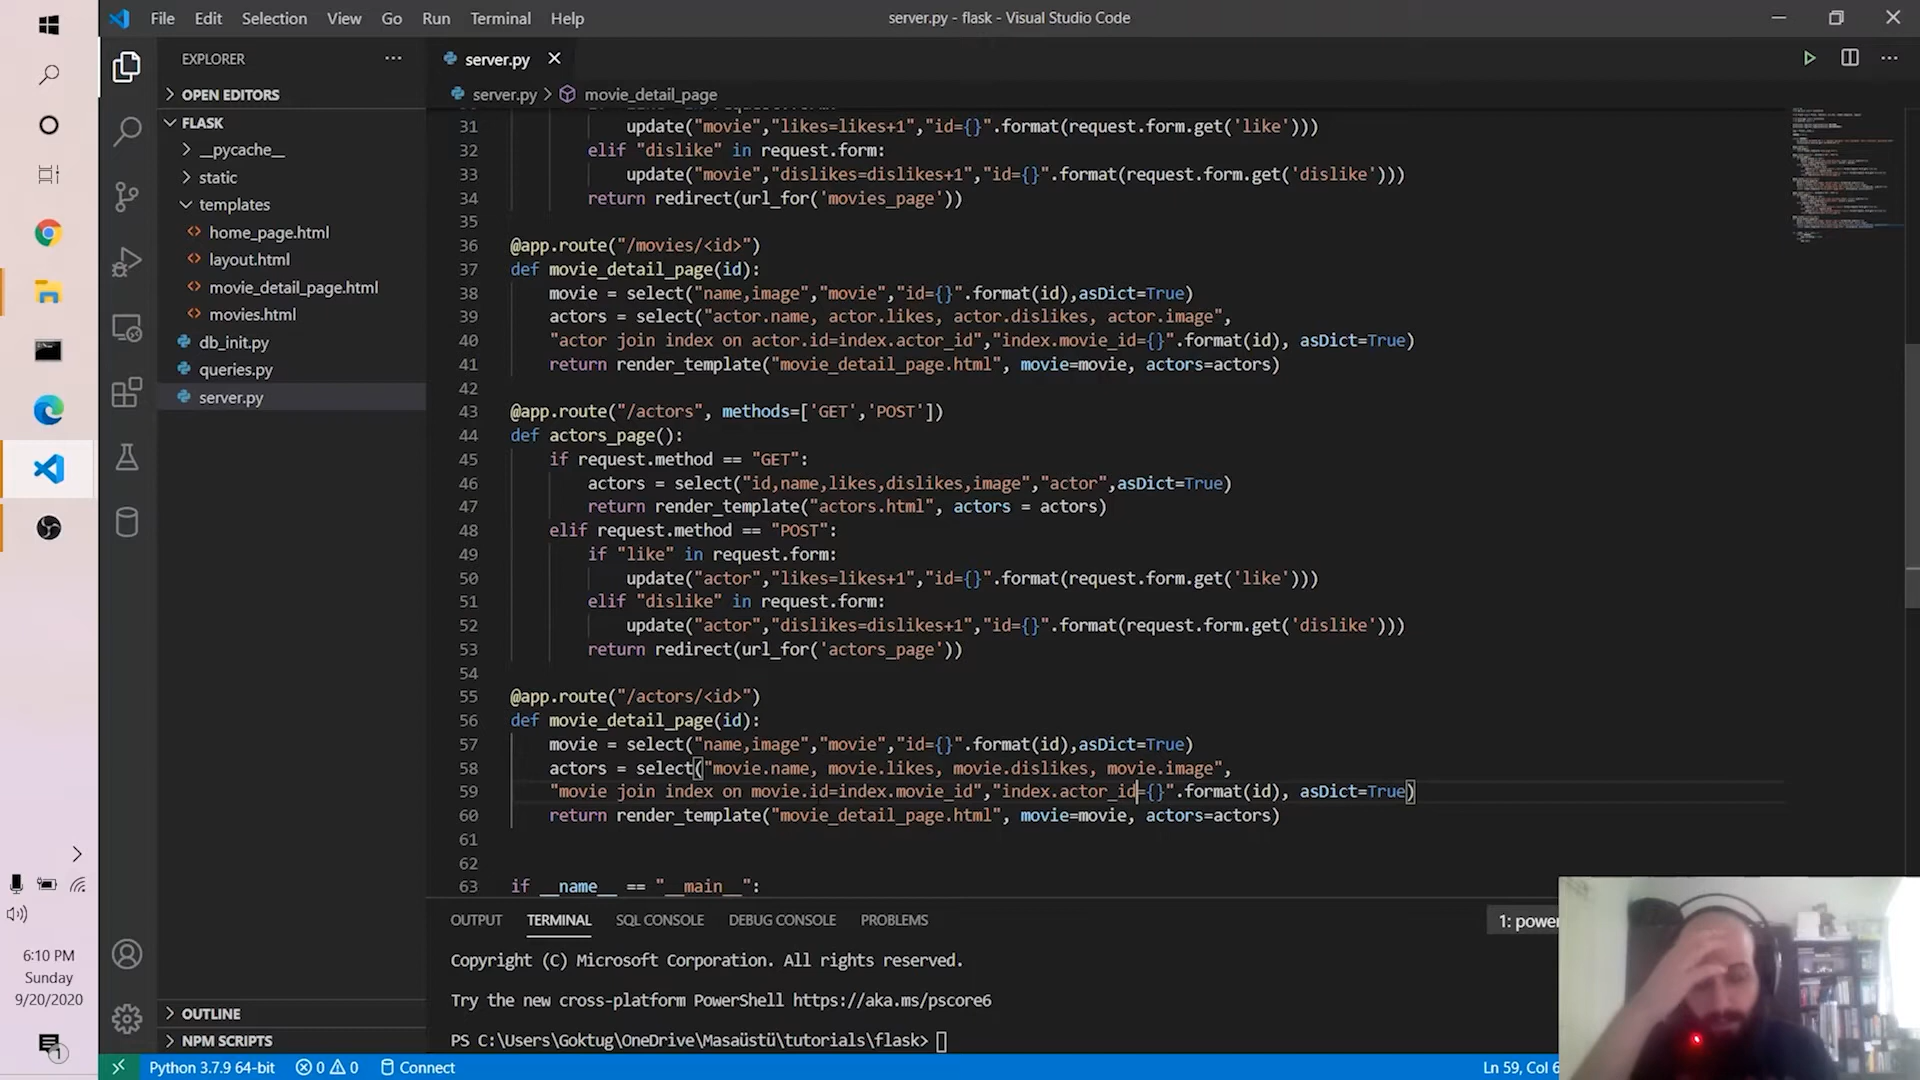 File Edit Selection View Go Run Terminal Help
server.py - flask - Visual Studio Code
EXPLORER
server.py
OPEN EDITORS
server.py > movie_detail_page
FLASK
__pycache__
static
templates
home_page.html
layout.html
movie_detail_page.html
movies.html
db_init.py
queries.py
server.py
31 update("movie","likes=likes+1","id={}".format(request.form.get('like')))
32 elif "dislike" in request.form:
33 update("movie","dislikes=dislikes+1","id={}".format(request.form.get('dislike')))
34 return redirect(url_for('movies_page'))
35
36 @app.route("/movies/<id>")
37 def movie_detail_page(id):
38 movie = select("name,image","movie","id={}".format(id),asDict=True)
39 actors = select("actor.name, actor.likes, actor.dislikes, actor.image",
40 "actor join index on actor.id=index.actor_id","index.movie_id={}".format(id), asDict=True)
41 return render_template("movie_detail_page.html", movie=movie, actors=actors)
42
43 @app.route("/actors", methods=['GET','POST'])
44 def actors_page():
45 if request.method == "GET":
46 actors = select("id,name,likes,dislikes,image","actor",asDict=True)
47 return render_template("actors.html", actors = actors)
48 elif request.method == "POST":
49 if "like" in request.form:
50 update("actor","likes=likes+1","id={}".format(request.form.get('like')))
51 elif "dislike" in request.form:
52 update("actor","dislikes=dislikes+1","id={}".format(request.form.get('dislike')))
53 return redirect(url_for('actors_page'))
54
55 @app.route("/actors/<id>")
56 def movie_detail_page(id):
57 movie = select("name,image","movie","id={}".format(id),asDict=True)
58 actors = select("movie.name, movie.likes, movie.dislikes, movie.image",
59 "movie join index on movie.id=index.movie_id","index.actor_id={}".format(id), asDict=True)
60 return render_template("movie_detail_page.html", movie=movie, actors=actors)
61
62
63 if __name__ == "__main__":
OUTPUT TERMINAL SQL CONSOLE DEBUG CONSOLE PROBLEMS
1: power
Copyright (C) Microsoft Corporation. All rights reserved.
Try the new cross-platform PowerShell https://aka.ms/pscore6
PS C:\Users\Goktug\OneDrive\Masaüstü\tutorials\flask>
OUTLINE
NPM SCRIPTS
6:10 PM
Sunday
9/20/2020
1
Python 3.7.9 64-bit 0 0 Connect
Ln 59, Col 6